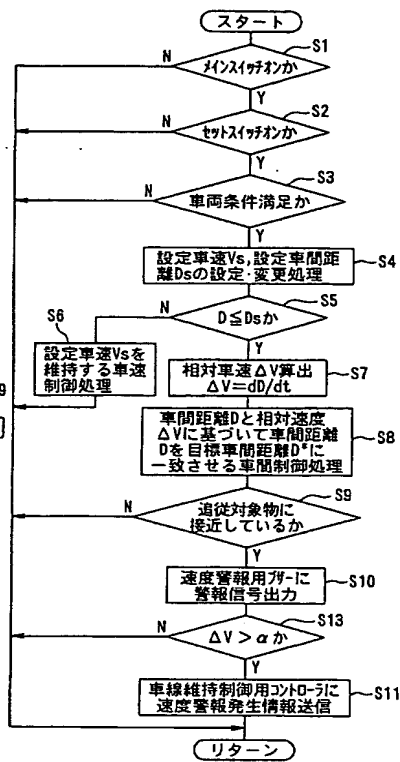 スタート
S1
N
メインスイッチオンか
Y
S2
N
セットスイッチオンか
Y
S3
N
車両条件満足か
Y
設定車速Vs,設定車間距
離Dsの設定・変更処理
S4
S5
N
D≦Dsか
Y
S6
設定車速Vsを
維持する車速
制御処理
相対車速ΔV算出
ΔV=dD/dt
S7
車間距離Dと相対速度
ΔVに基づいて車間距離
Dを目標車間距離D*に
一致させる車間制御処理
S8
S9
N
追従対象物に
接近しているか
Y
速度警報用ブザーに
警報信号出力
S10
S13
N
ΔV>αか
Y
車線維持制御用コントローラに
速度警報発生情報送信
S11
リターン